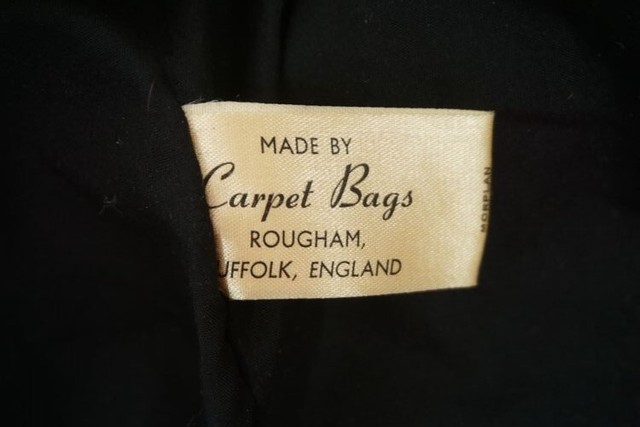 MADE BY
Carpet Bags
ROUGHAM,
UFFOLK, ENGLAND
MORPLAN